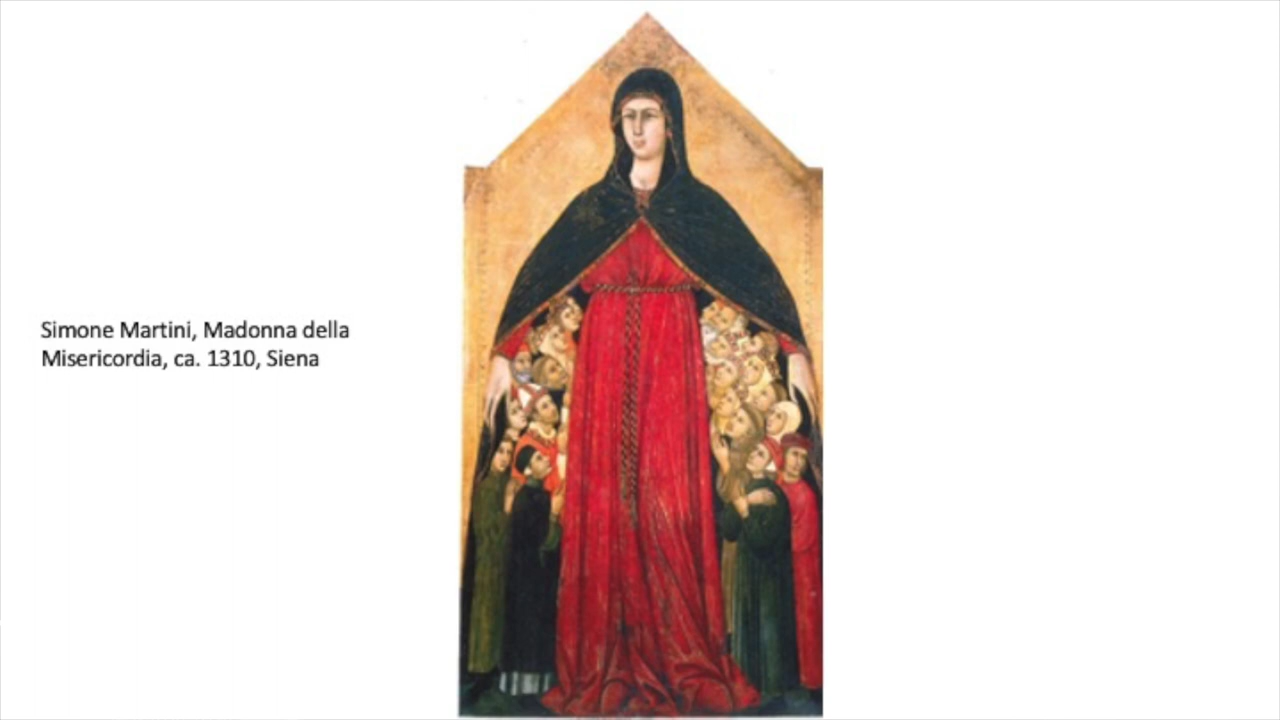 Simone Martini, Madonna della
Misericordia, ca. 1310, Siena